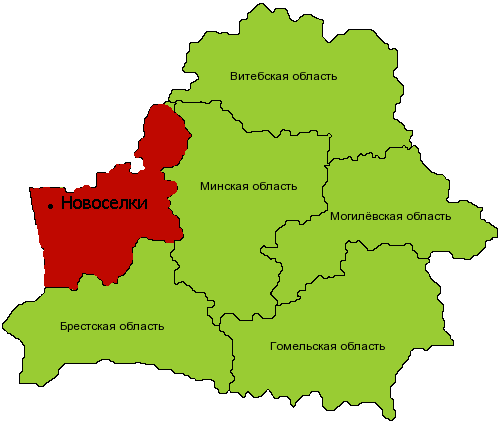 Витебская область
Минская область
Новоселки
Могилёвская область
Брестская область
Гомельская область